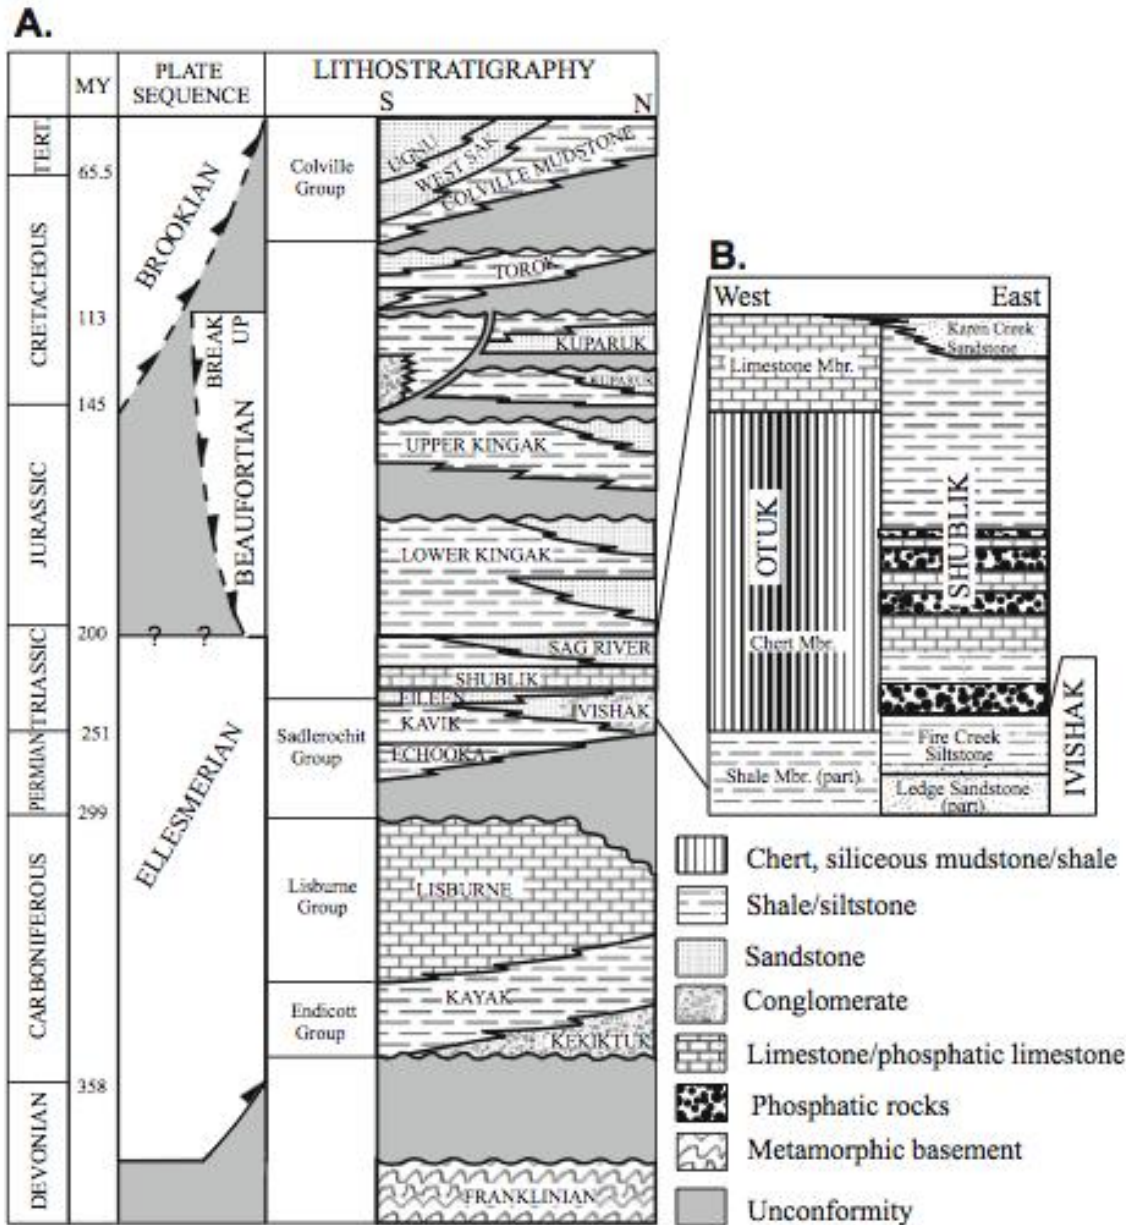 A.
MY
PLATE
SEQUENCE
LITHOSTRATIGRAPHY
S
N
TERT.
CRETACEOUS
JURASSIC
TRIASSIC
PERMIAN
CARBONIFEROUS
DEVONIAN
65.5
113
145
200
251
299
358
BROOKIAN
BREAK
UP
BEAUFORTIAN
? ?
ELLESMERIAN
Colville
Group
Sadlerochit
Group
Lisburne
Group
Endicott
Group
UGNU
WEST SAK
COLVILLE MUDSTONE
TOROK
KUPARUK
KUPARUK
UPPER KINGAK
LOWER KINGAK
SAG RIVER
SHUBLIK
EILEEN
IVISHAK
KAVIK
ECHOOKA
LISBURNE
KAYAK
KEKIKTUK
FRANKLINIAN
B.
West
East
Karen Creek
Sandstone
Limestone Mbr.
OTUK
SHUBLIK
Chert Mbr.
Fire Creek
Siltstone
Shale Mbr. (part).
Ledge Sandstone
(part).
IVISHAK
Chert, siliceous mudstone/shale
Shale/siltstone
Sandstone
Conglomerate
Limestone/phosphatic limestone
Phosphatic rocks
Metamorphic basement
Unconformity